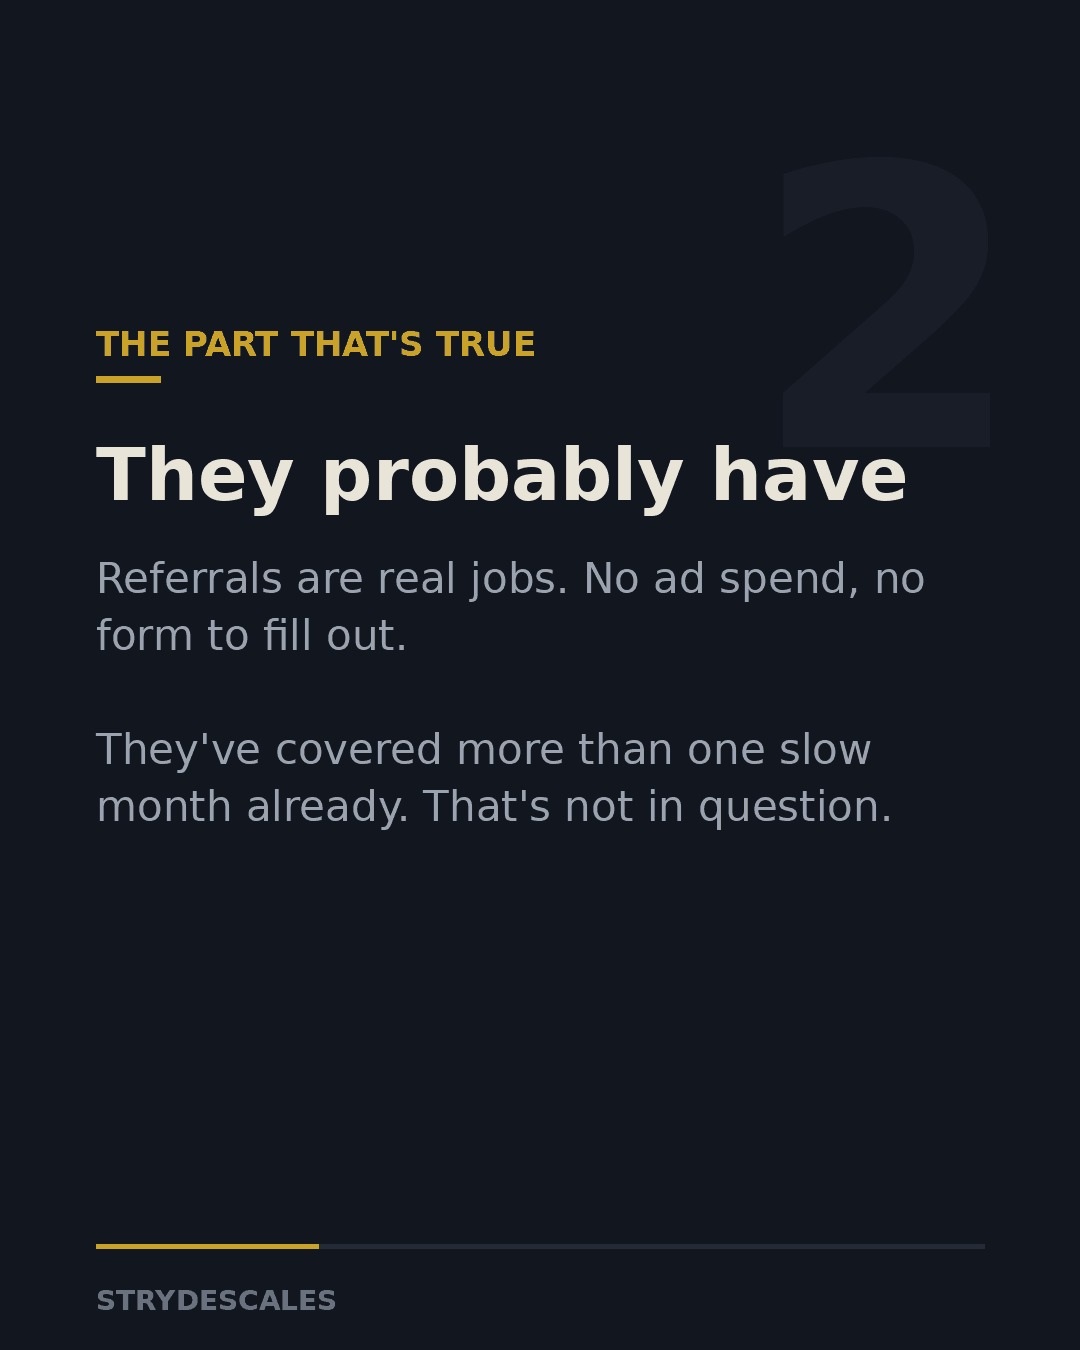 2
THE PART THAT'S TRUE
They probably have
Referrals are real jobs. No ad spend, no
form to fill out.
They've covered more than one slow
month already. That's not in question.
STRYDESCALES